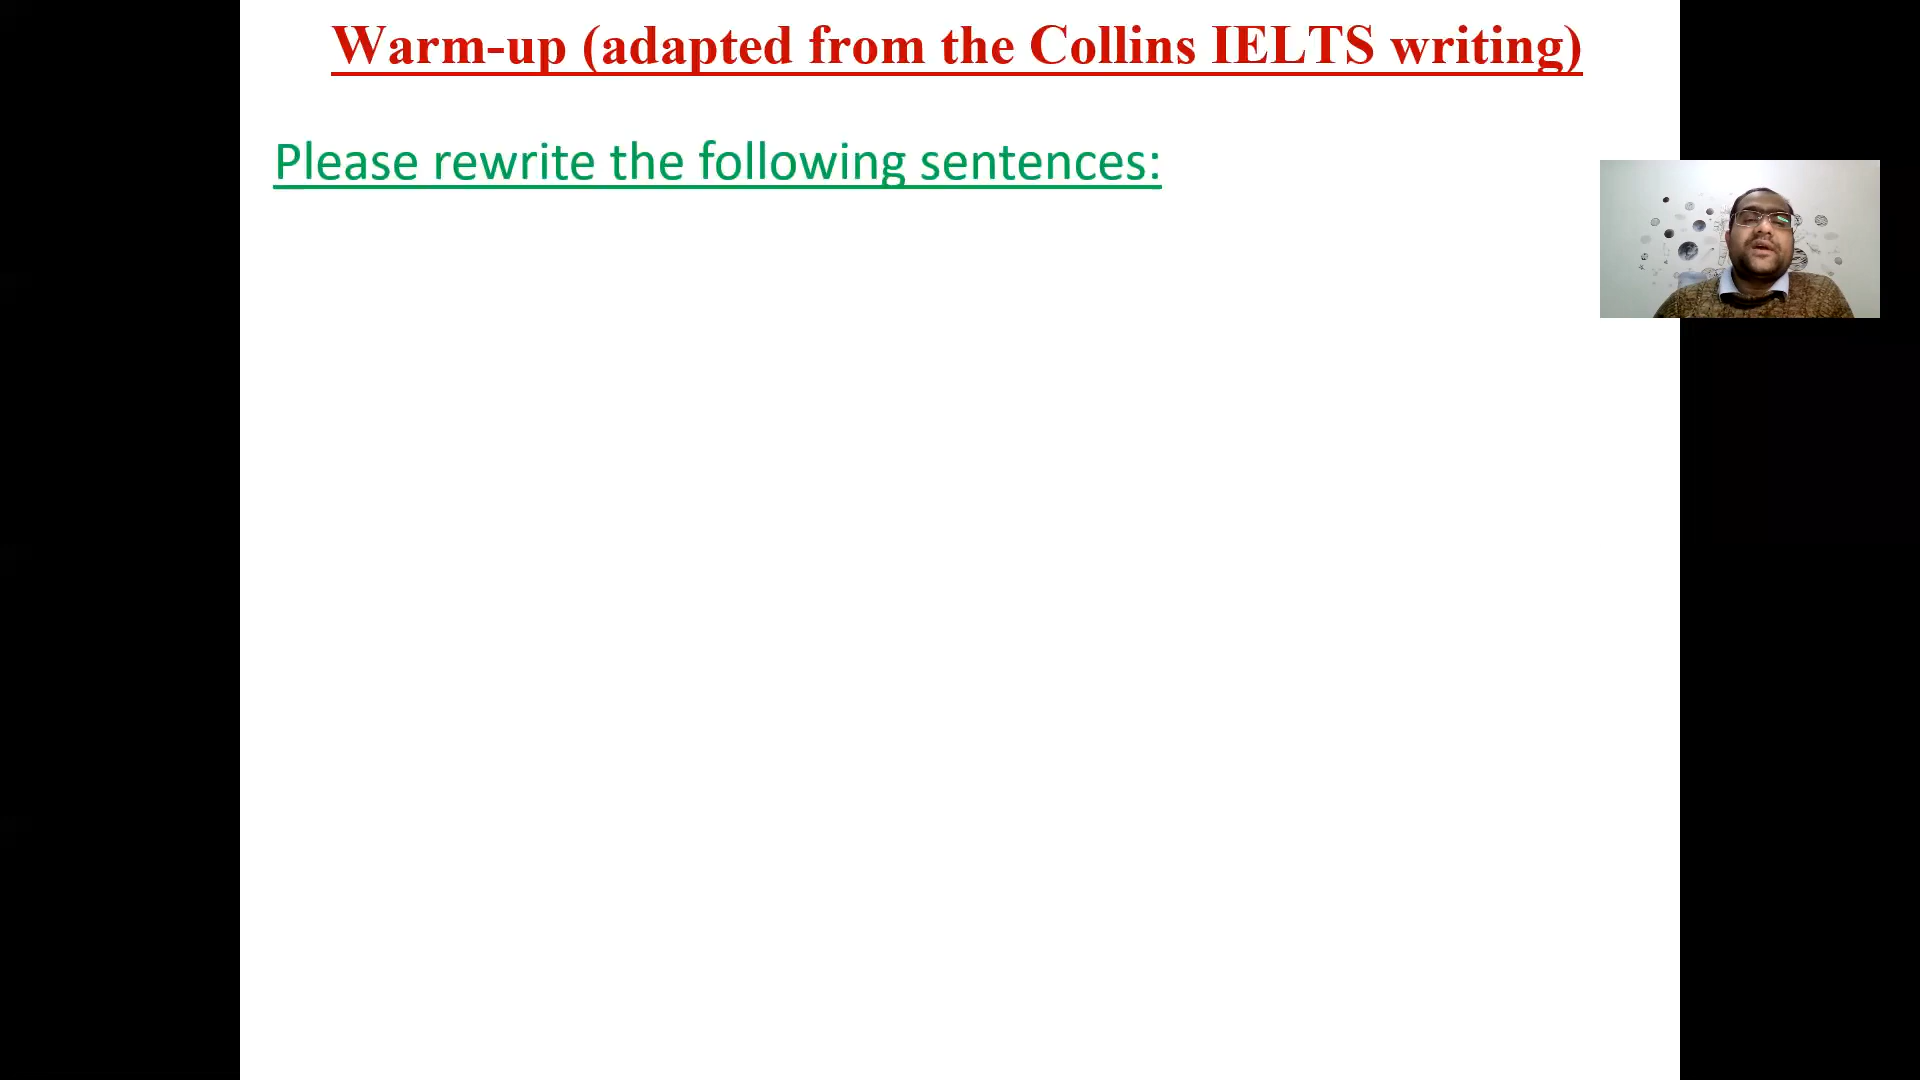 Warm-up (adapted from the Collins IELTS writing)
Please rewrite the following sentences: